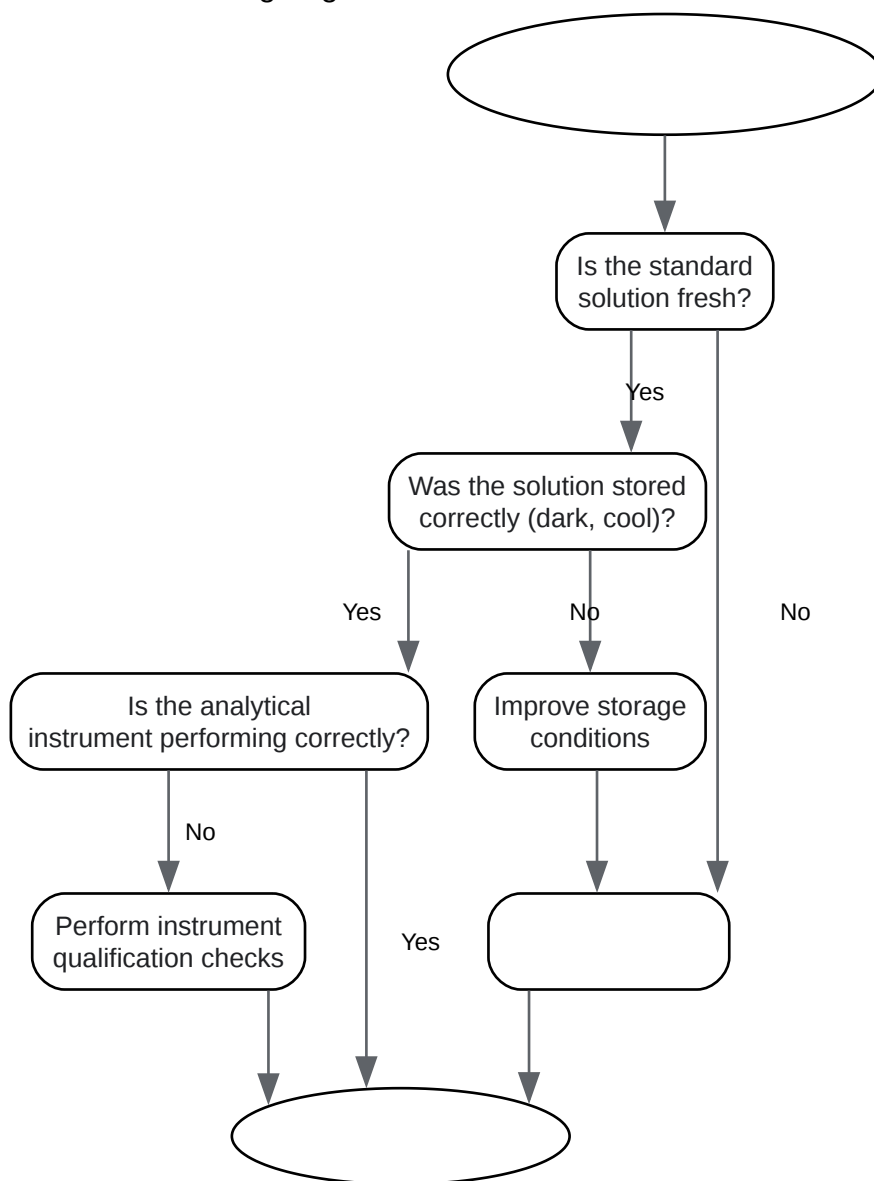 Is the standard
solution fresh?
Yes
Was the solution stored
correctly (dark, cool)?
Yes
No
No
Is the analytical
instrument performing correctly?
Improve storage
conditions
No
Perform instrument
qualification checks
Yes